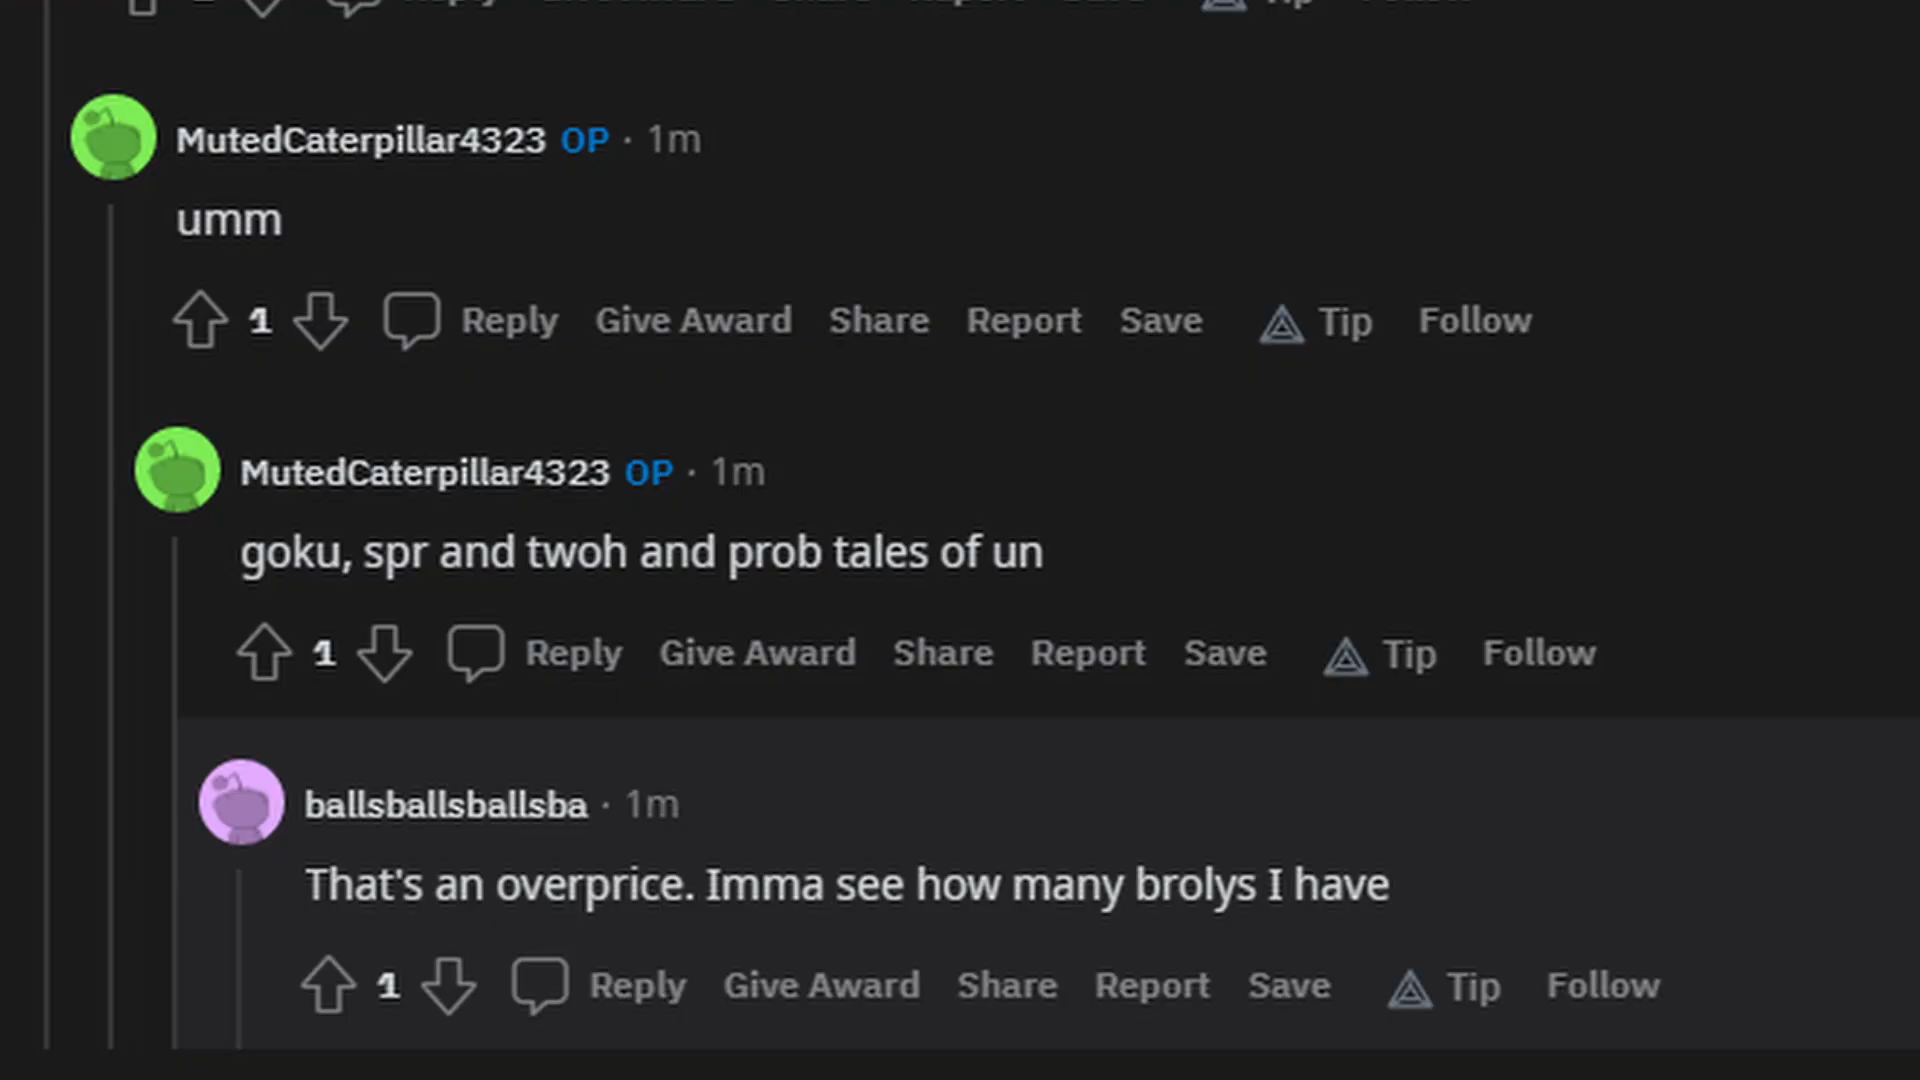 MutedCaterpillar4323 OP · 1m
umm
1 Reply Give Award Share Report Save Tip Follow
MutedCaterpillar4323 OP · 1m
goku, spr and twoh and prob tales of un
1 Reply Give Award Share Report Save Tip Follow
ballsballsballsba · 1m
That's an overprice. Imma see how many brolys I have
1 Reply Give Award Share Report Save Tip Follow